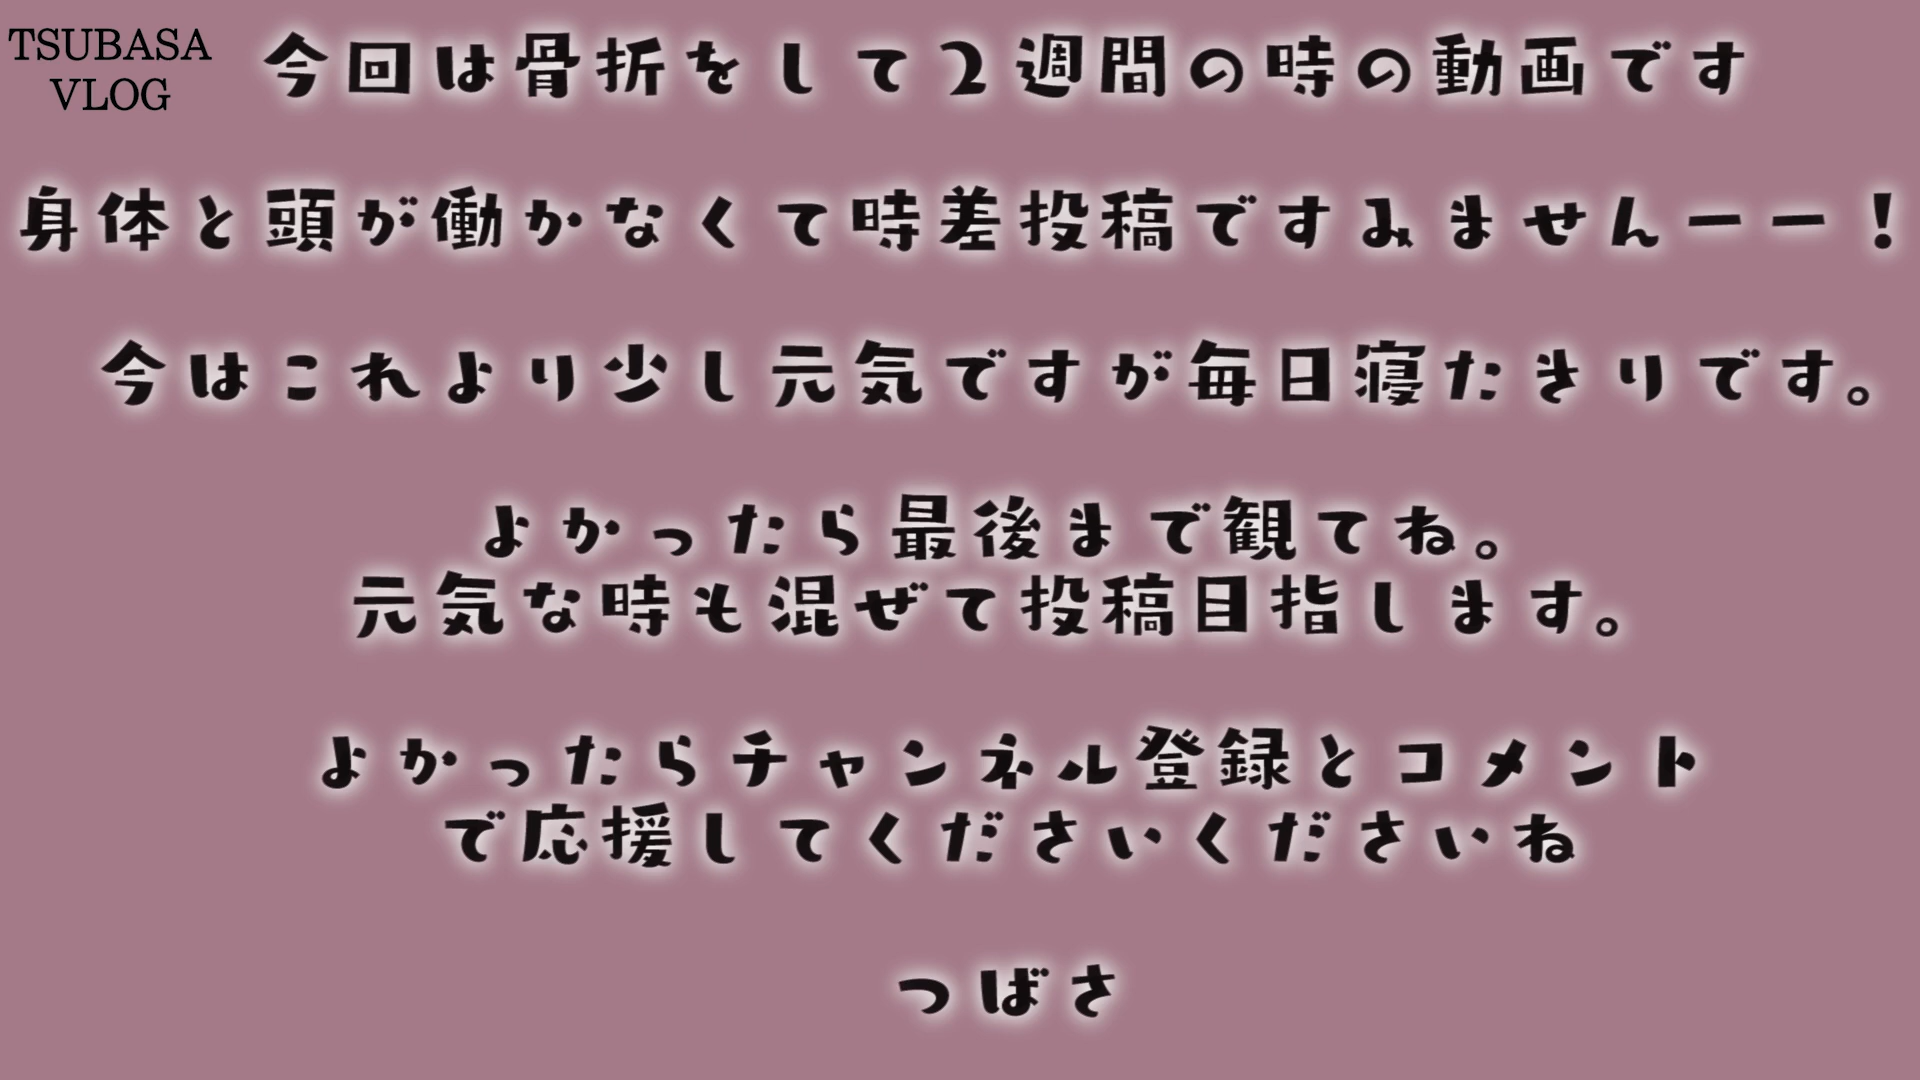 TSUBASA
VLOG
今回は骨折をして2週間の時の動画です
身体と頭が働かなくて時差投稿ですみませんーー！
今はこれより少し元気ですが毎日寝たきりです。
よかったら最後まで観てね。
元気な時も混ぜて投稿目指します。
よかったらチャンネル登録とコメント
で応援してくださいくださいね
つばさ